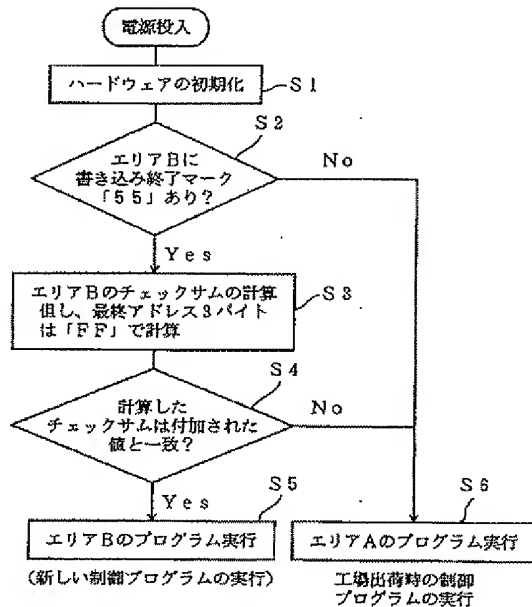 電源投入
ハードウェアの初期化
S1
S2
エリアBに
書き込み終了マーク
「55」あり?
No
Yes
エリアBのチェックサムの計算
但し、最終アドレス3バイト
は「FF」で計算
S3
S4
計算した
チェックサムは付加された
値と一致?
No
Yes
S5
S6
エリアBのプログラム実行
エリアAのプログラム実行
(新しい制御プログラムの実行)
工場出荷時の制御
プログラムの実行